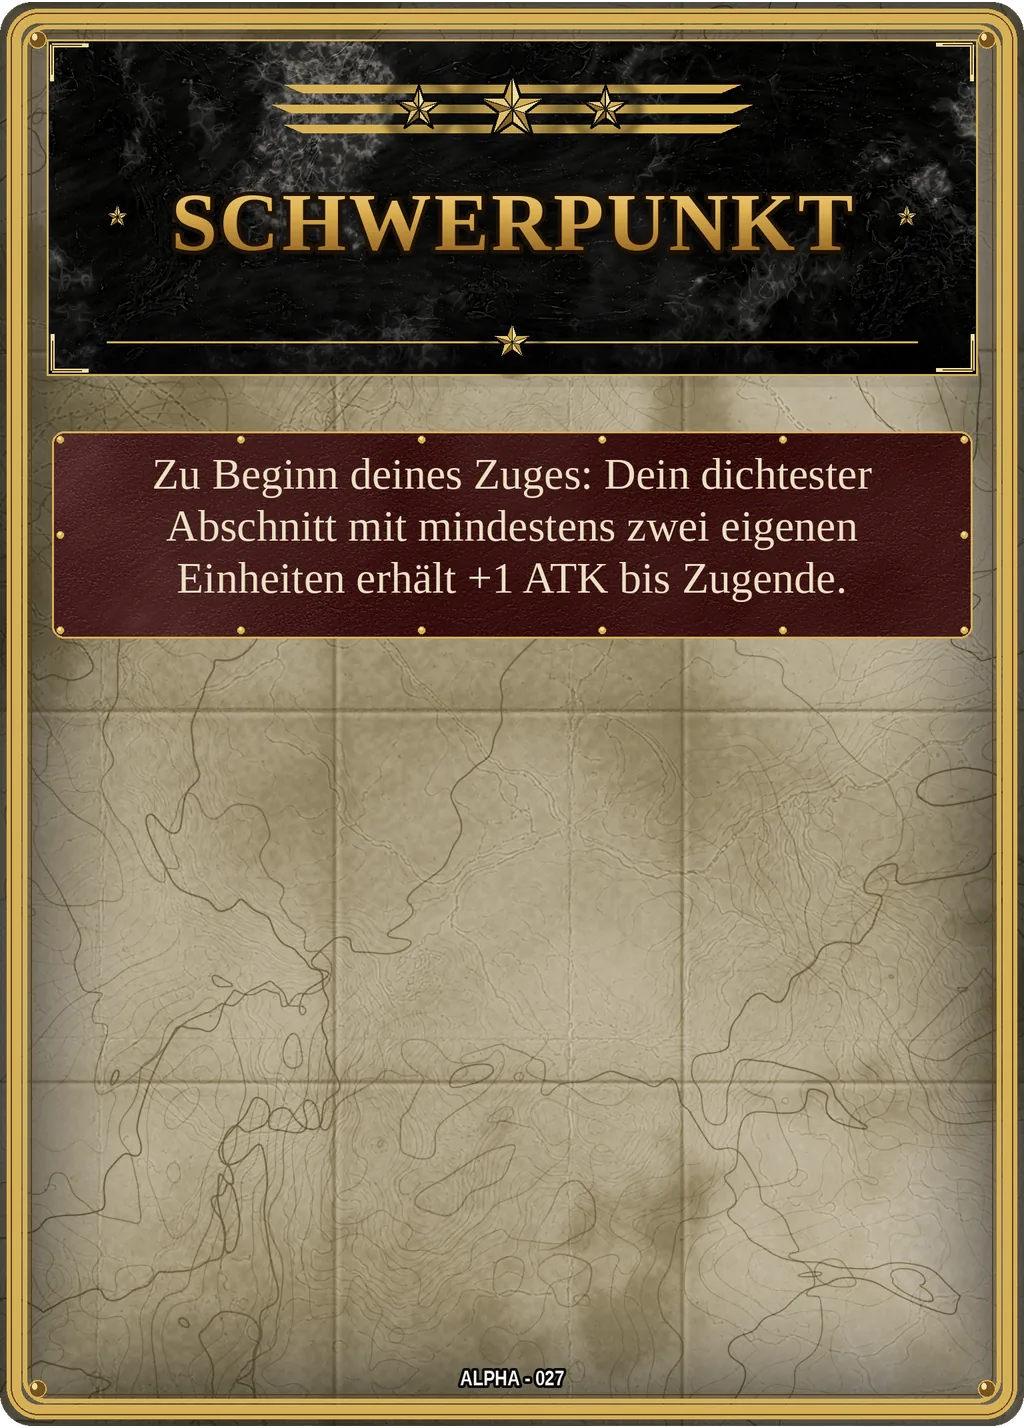 SCHWERPUNKT
Zu Beginn deines Zuges: Dein dichtester
Abschnitt mit mindestens zwei eigenen
Einheiten erhält +1 ATK bis Zugende.
ALPHA - 027